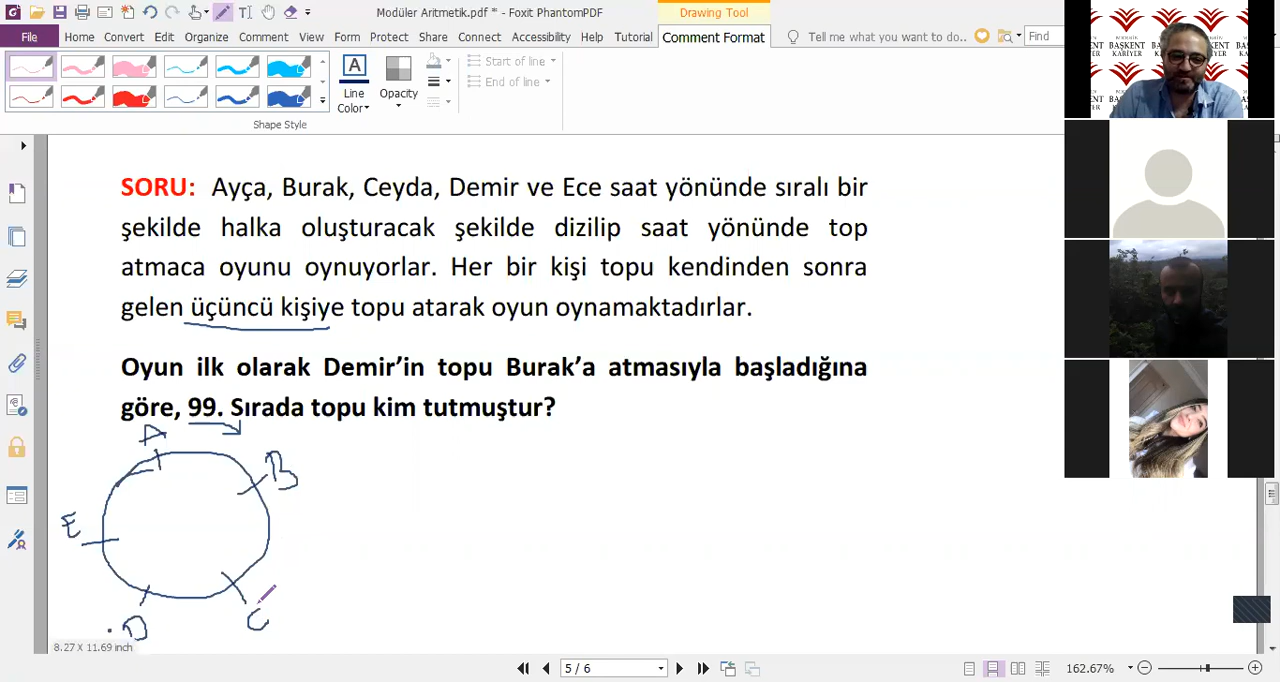 Modüler Aritmetik.pdf * - Foxit PhantomPDF
Drawing Tool
File Home Convert Edit Organize Comment View Form Protect Share Connect Accessibility Help Tutorial Comment Format Tell me what you want to do.. Find
Line Color
Opacity
Start of line
End of line
Shape Style
SORU: Ayça, Burak, Ceyda, Demir ve Ece saat yönünde sıralı bir
şekilde halka oluşturacak şekilde dizilip saat yönünde top
atmaca oyunu oynuyorlar. Her bir kişi topu kendinden sonra
gelen üçüncü kişiye topu atarak oyun oynamaktadırlar.
Oyun ilk olarak Demir’in topu Burak’a atmasıyla başladığına
göre, 99. Sırada topu kim tutmuştur?
A
B
E
D
C
8.27 x 11.69 inch
5 / 6
162.67%
BAŞKENT
KARİYER